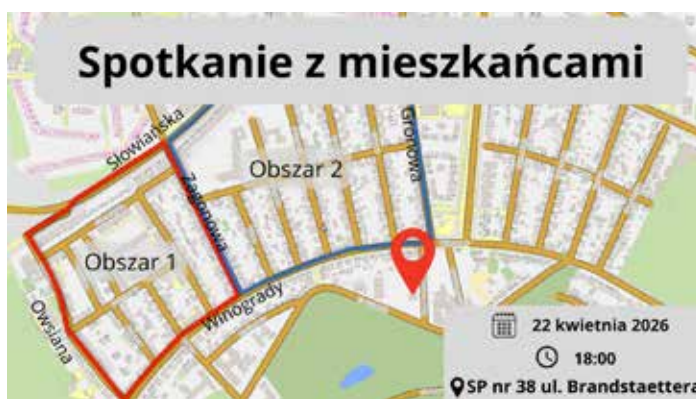 Spotkanie z mieszkańcami
Słowiańska
Gronowa
Zagonowa
Obszar 2
Obszar 1
Owsiana
Winogrady
22 kwietnia 2026
18:00
SP nr 38 ul. Brandstaettera